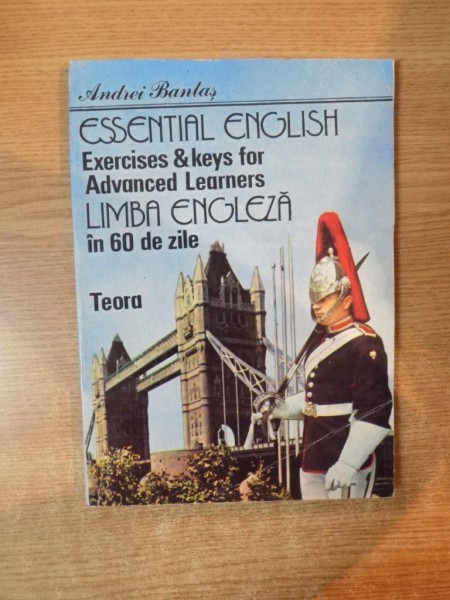 Andrei Bantaş
ESSENTIAL ENGLISH
Exercises & keys for
Advanced Learners
LIMBA ENGLEZĂ
în 60 de zile
Teora